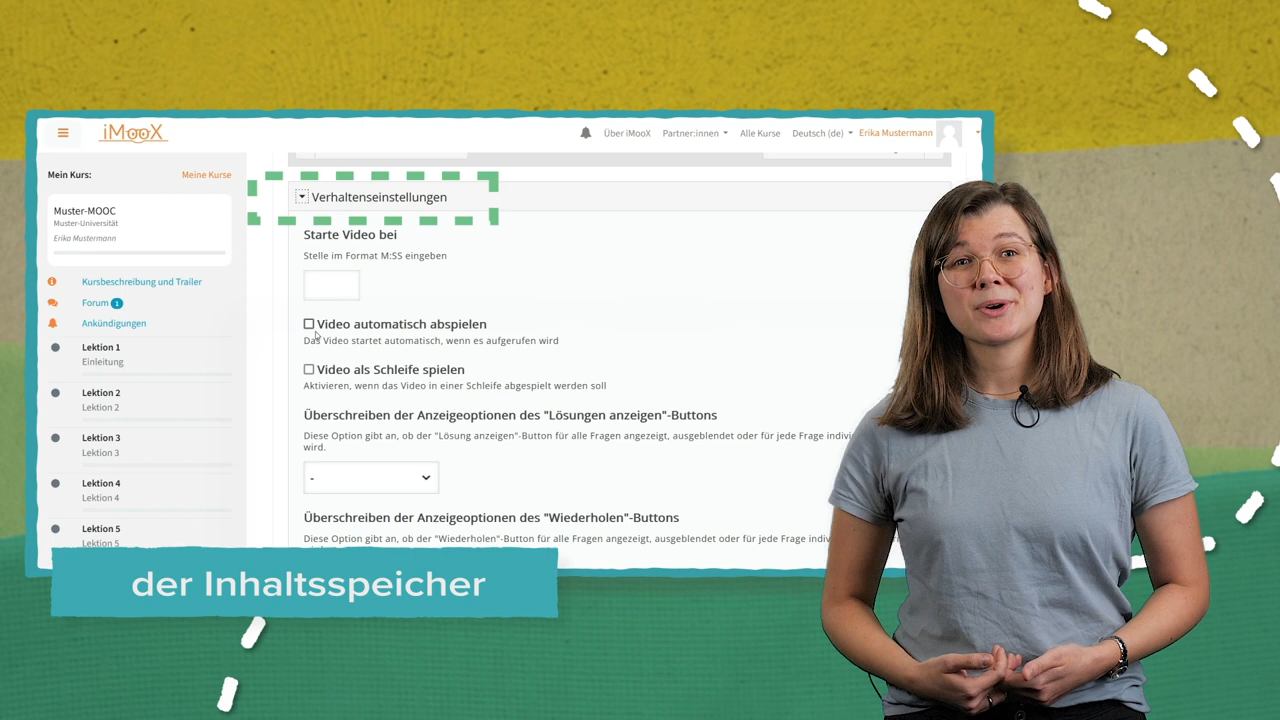 iMooX
Über iMooX
Partner:innen
Alle Kurse
Deutsch (de)
Erika Mustermann
Mein Kurs:
Meine Kurse
Muster-MOOC
Muster-Universität
Erika Mustermann
Kursbeschreibung und Trailer
Forum 1
Ankündigungen
Lektion 1
Einleitung
Lektion 2
Lektion 2
Lektion 3
Lektion 3
Lektion 4
Lektion 4
Lektion 5
Lektion 5
Verhaltenseinstellungen
Starte Video bei
Stelle im Format M:SS eingeben
Video automatisch abspielen
Das Video startet automatisch, wenn es aufgerufen wird
Video als Schleife spielen
Aktivieren, wenn das Video in einer Schleife abgespielt werden soll
Überschreiben der Anzeigeoptionen des "Lösungen anzeigen"-Buttons
Diese Option gibt an, ob der "Lösung anzeigen"-Button für alle Fragen angezeigt, ausgeblendet oder für jede Frage
wird.
-
Überschreiben der Anzeigeoptionen des "Wiederholen"-Buttons
Diese Option gibt an, ob der "Wiederholen"-Button für alle Fragen angezeigt, ausgeblendet oder für jede Frage
der Inhaltsspeicher